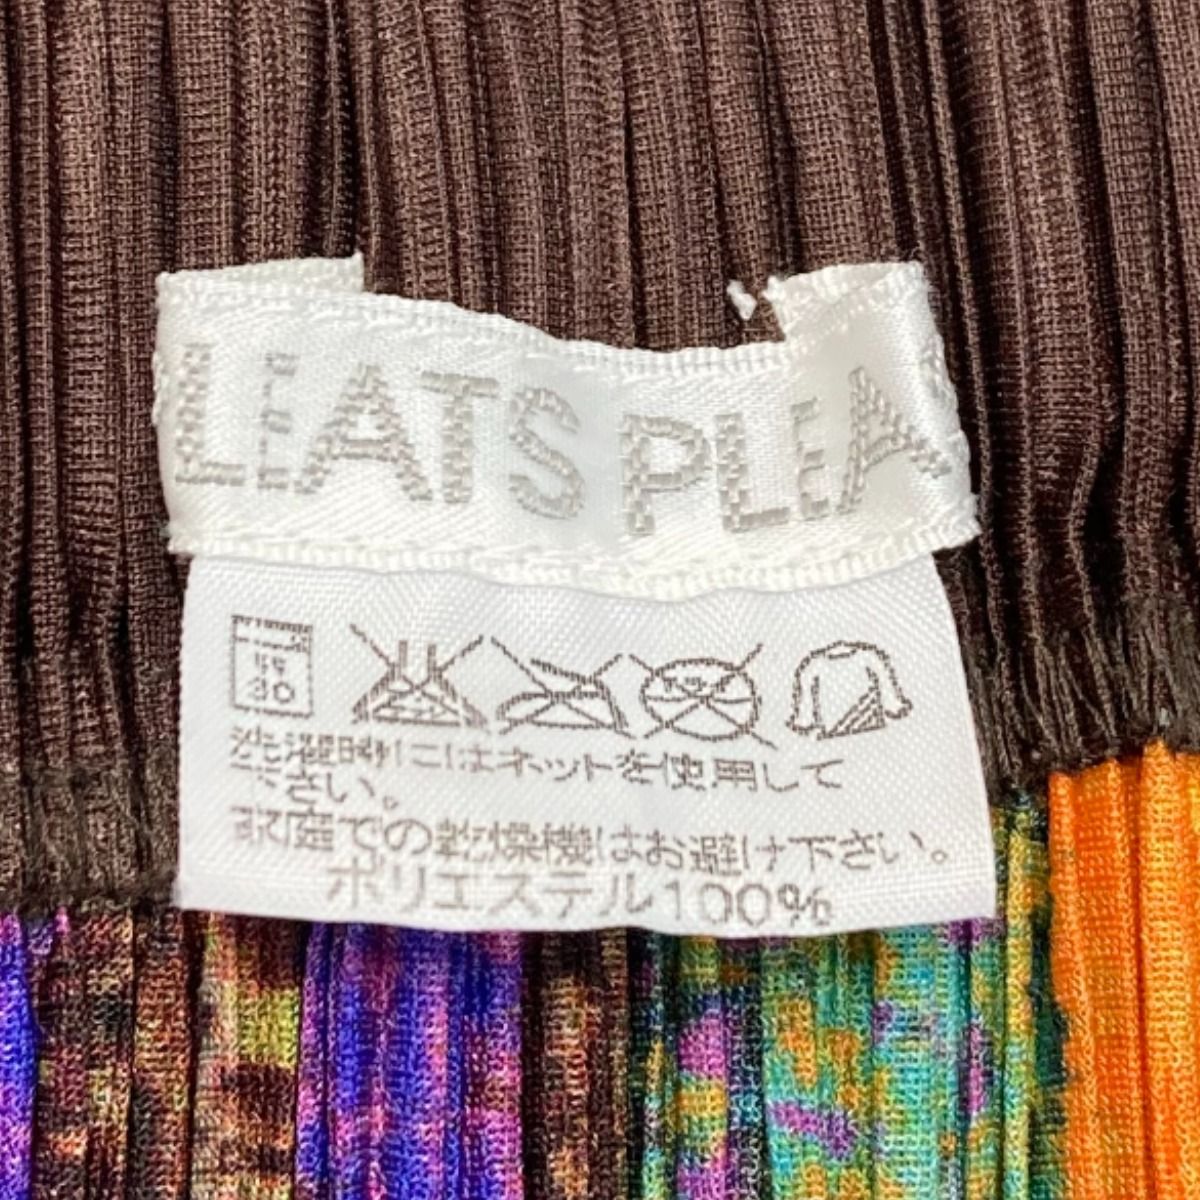 LEATS PLEA
弱
30
洗濯時にはネットを使用して
下さい。
家庭での乾燥機はお避け下さい。
ポリエステル100%